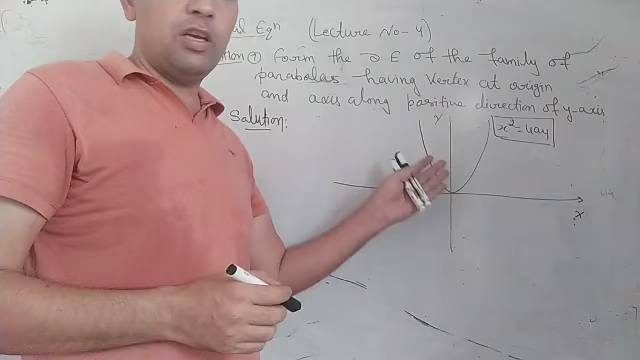 Eqn (Lecture No-4)
Form the D E of the family of
parabolas having Vertex at origin
and axis along positive direction of y-axis
Solution:
y
x² = 4ay
X